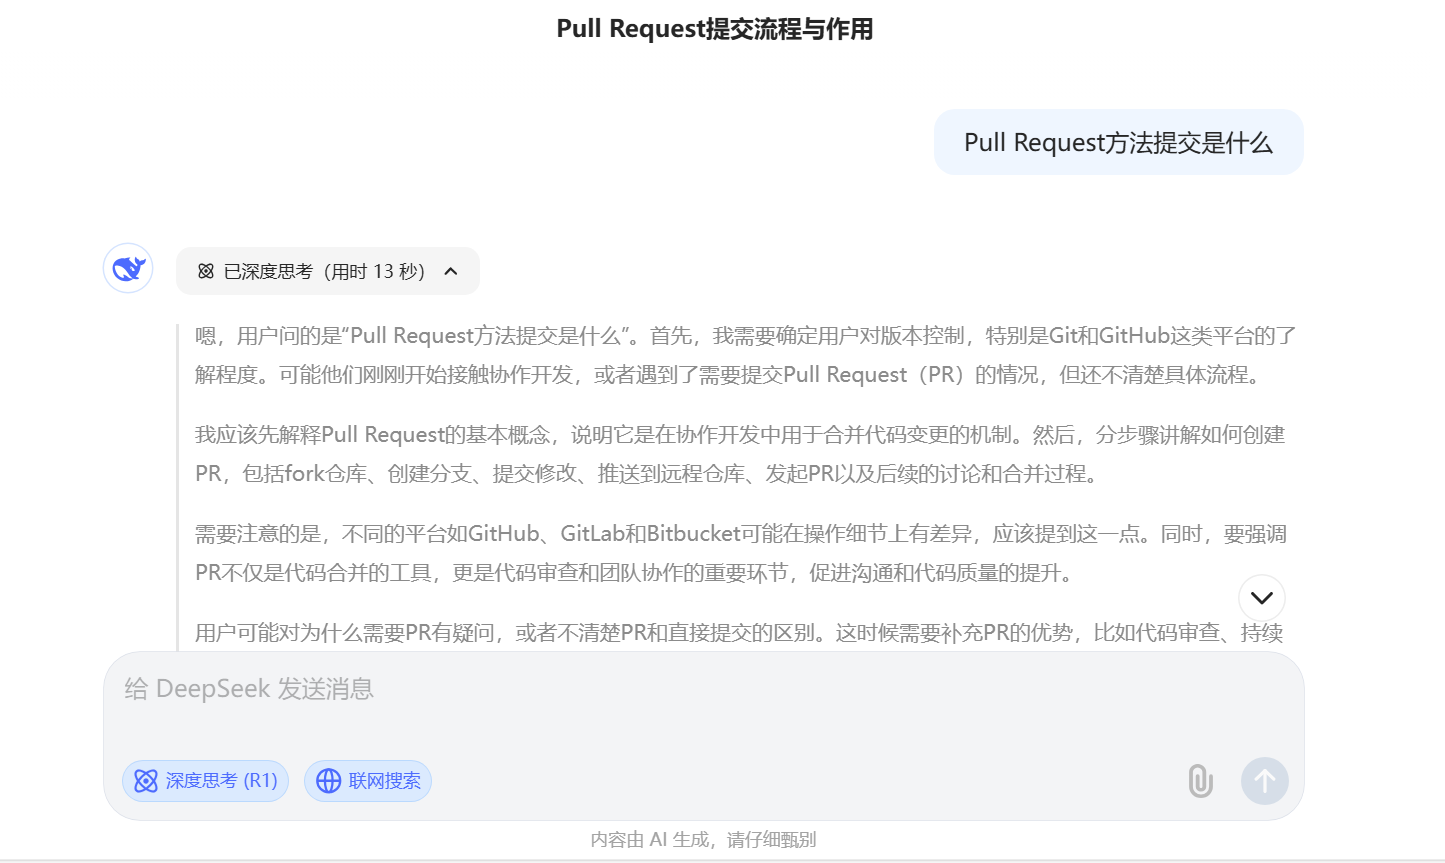 Pull Request提交流程与作用
Pull Request方法提交是什么
已深度思考（用时 13 秒）
嗯，用户问的是“Pull Request方法提交是什么”。首先，我需要确定用户对版本控制，特别是Git和GitHub这类平台的了
解程度。可能他们刚刚开始接触协作开发，或者遇到了需要提交Pull Request（PR）的情况，但还不清楚具体流程。
我应该先解释Pull Request的基本概念，说明它是在协作开发中用于合并代码变更的机制。然后，分步骤讲解如何创建
PR，包括fork仓库、创建分支、提交修改、推送到远程仓库、发起PR以及后续的讨论和合并过程。
需要注意的是，不同的平台如GitHub、GitLab和Bitbucket可能在操作细节上有差异，应该提到这一点。同时，要强调
PR不仅是代码合并的工具，更是代码审查和团队协作的重要环节，促进沟通和代码质量的提升。
用户可能对为什么需要PR有疑问，或者不清楚PR和直接提交的区别。这时候需要补充PR的优势，比如代码审查、持续
给 DeepSeek 发送消息
深度思考 (R1)
联网搜索
内容由 AI 生成，请仔细甄别